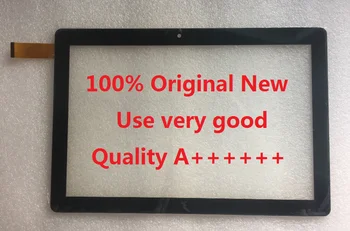 100% Original New
Use very good
Quality A++++++